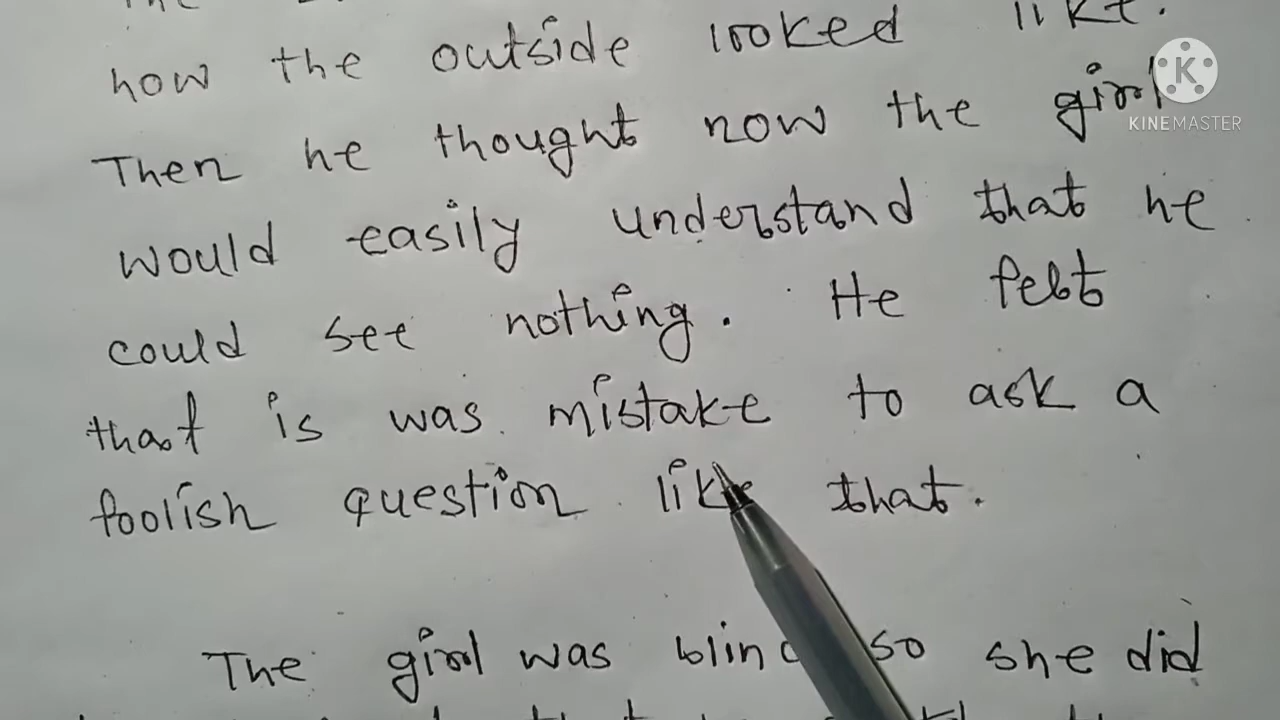 The
how the outside looked like.
Then he thought now the girl
would easily understand that he
could see nothing. He felt
that is was mistake to ask a
foolish question like that.
The girl was blind so she did
K
KINEMASTER